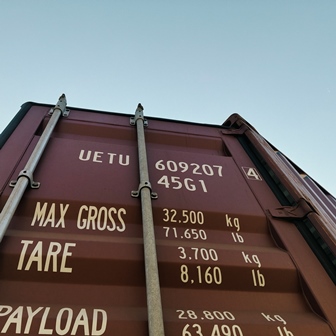 UETU 609207 4
45G1
MAX GROSS 32.500 kg
71.650 lb
TARE 3.700 kg
8,160 lb
PAYLOAD 28.800 kg
63.490 lb